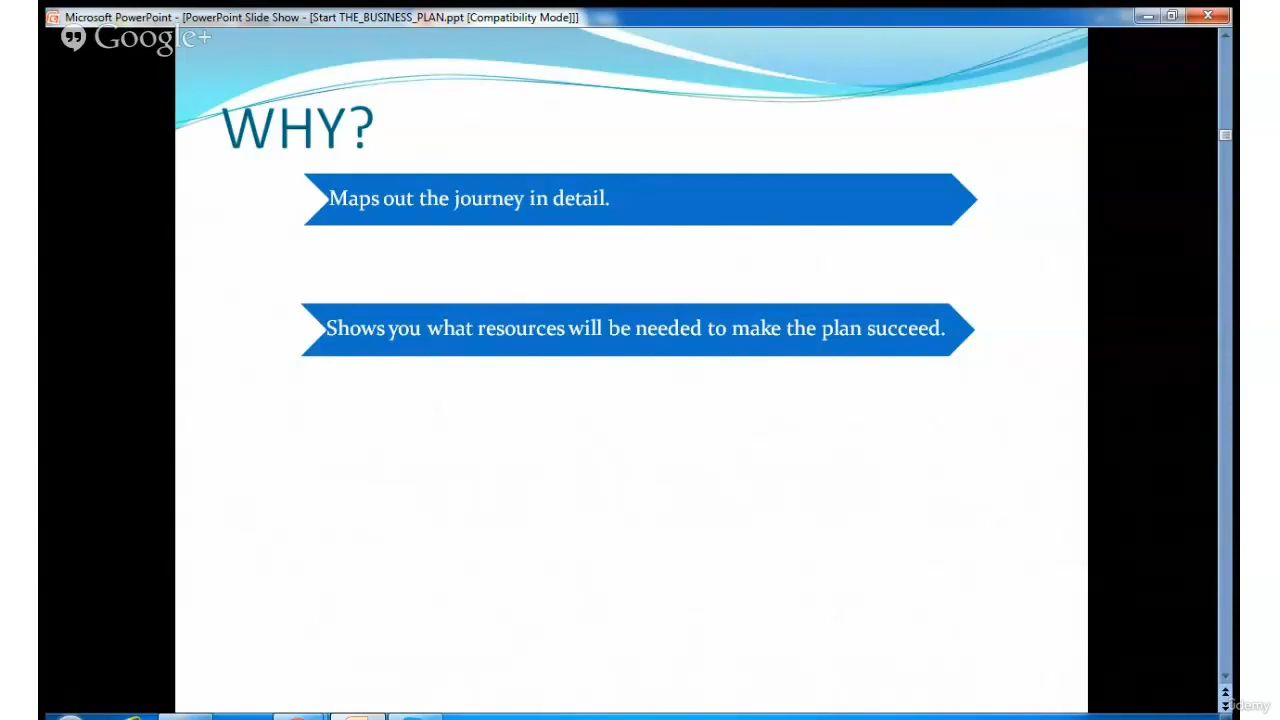 Microsoft PowerPoint - [PowerPoint Slide Show - [Start THE_BUSINESS_PLAN.ppt [Compatibility Mode]]]
Google+
WHY?
Maps out the journey in detail.
Shows you what resources will be needed to make the plan succeed.
Udemy